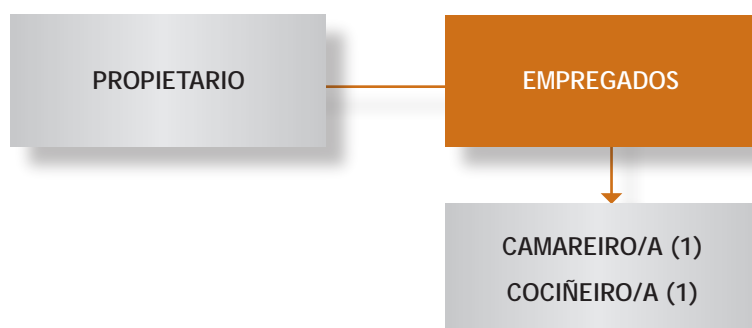 PROPIETARIO
EMPREGADOS
CAMAREIRO/A (1)
COCIÑEIRO/A (1)